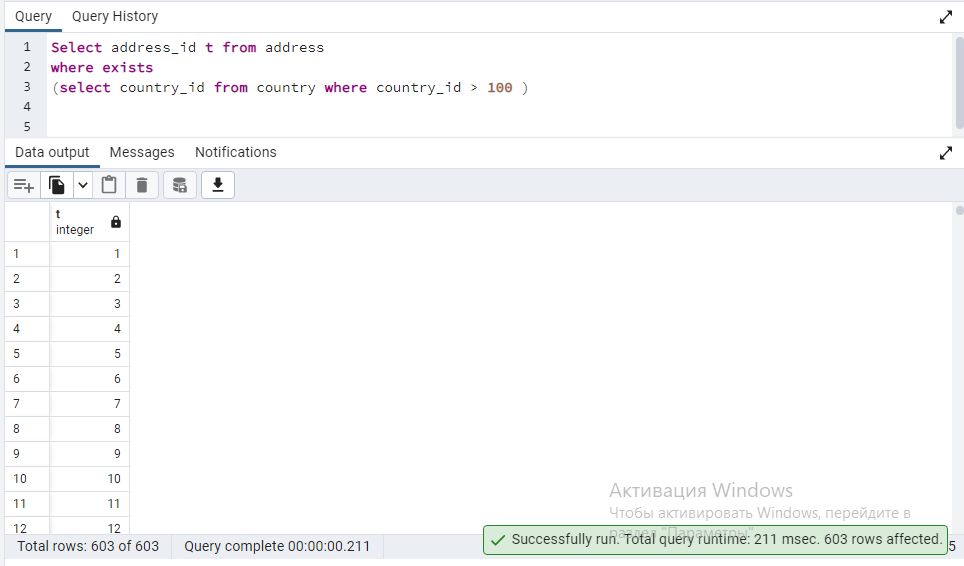 Query Query History
1 Select address_id t from address
2 where exists
3 (select country_id from country where country_id > 100 )
4
5
Data output Messages Notifications
t
integer
1 1
2 2
3 3
4 4
5 5
6 6
7 7
8 8
9 9
10 10
11 11
12 12
Активация Windows
Чтобы активировать Windows, перейдите в
раздел "Параметры".
Successfully run. Total query runtime: 211 msec. 603 rows affected.
Total rows: 603 of 603 Query complete 00:00:00.211 5